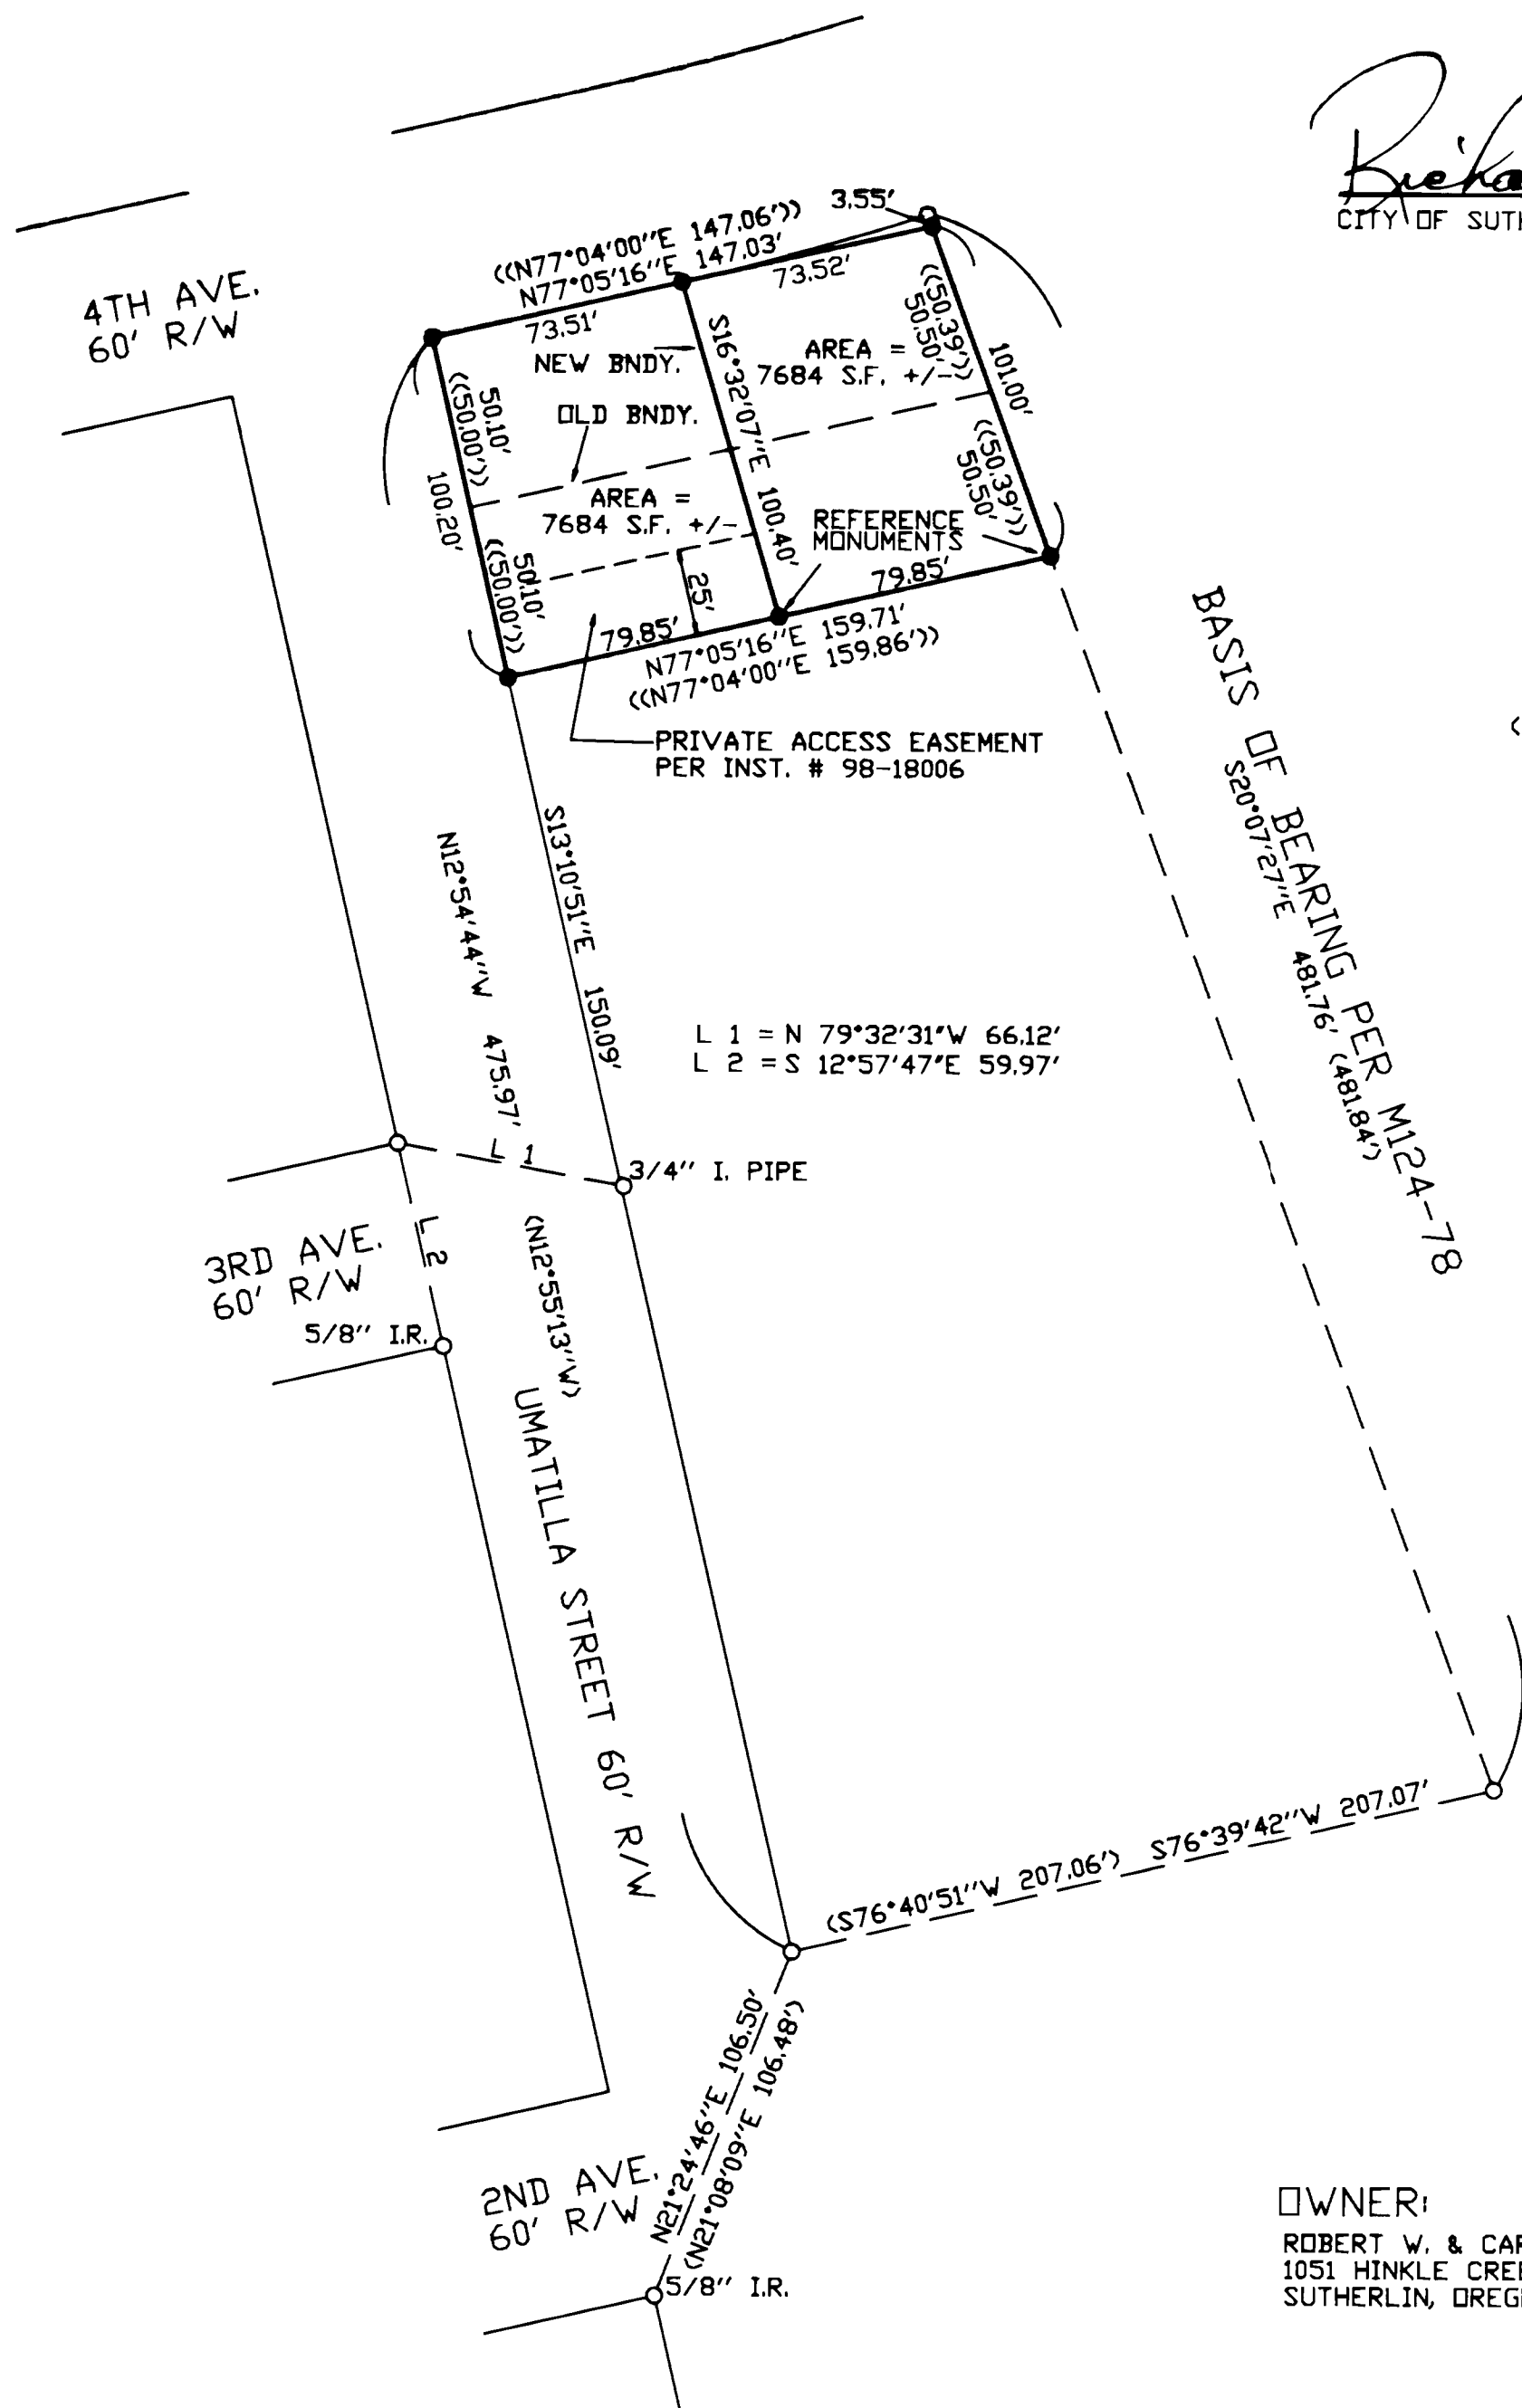 CITY OF
4TH AVE.
60' R/W
((N77°04'00"E 147.06'))
N77°05'16"E 147.03'
3.55'
73.51'
73.52'
NEW BNDY.
OLD BNDY.
AREA =
7684 S.F. +/-
((50.39'))
50.50'
101.00'
S16°32'07"E 100.40'
50.10'
((50.00'))
100.20'
AREA =
7684 S.F. +/-
((50.39'))
50.50'
REFERENCE
MONUMENTS
50.10'
((50.00'))
25'
79.85'
79.85'
N77°05'16"E 159.71'
((N77°04'00"E 159.86'))
PRIVATE ACCESS EASEMENT
PER INST. # 98-18006
BASIS OF BEARING PER M124-78
S20°07'27"E 481.76' (481.84')
S13°10'51"E 150.09'
N12°54'44"W 475.97'
L 1 = N 79°32'31"W 66.12'
L 2 = S 12°57'47"E 59.97'
L 1
3/4" I. PIPE
L 2
3RD AVE.
60' R/W
(N12°55'13"W)
5/8" I.R.
UMATILLA STREET 60' R/W
(S76°40'51"W 207.06') S76°39'42"W 207.07'
N21°24'46"E 106.50'
(N21°08'09"E 106.48')
2ND AVE.
60' R/W
5/8" I.R.
OWNER:
ROBERT W. &
1051 HINKLE
SUTHERLIN,